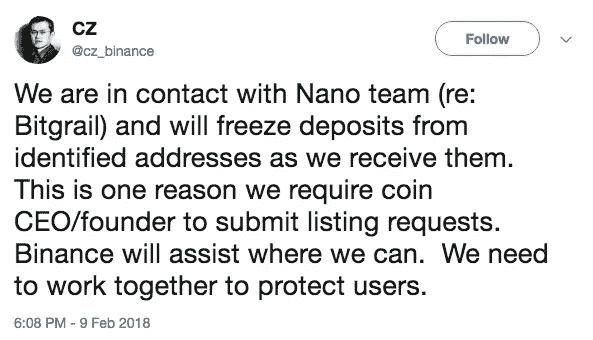 CZ
@cz_binance
Follow
We are in contact with Nano team (re:
Bitgrail) and will freeze deposits from
identified addresses as we receive them.
This is one reason we require coin
CEO/founder to submit listing requests.
Binance will assist where we can.  We need
to work together to protect users.
6:08 PM - 9 Feb 2018